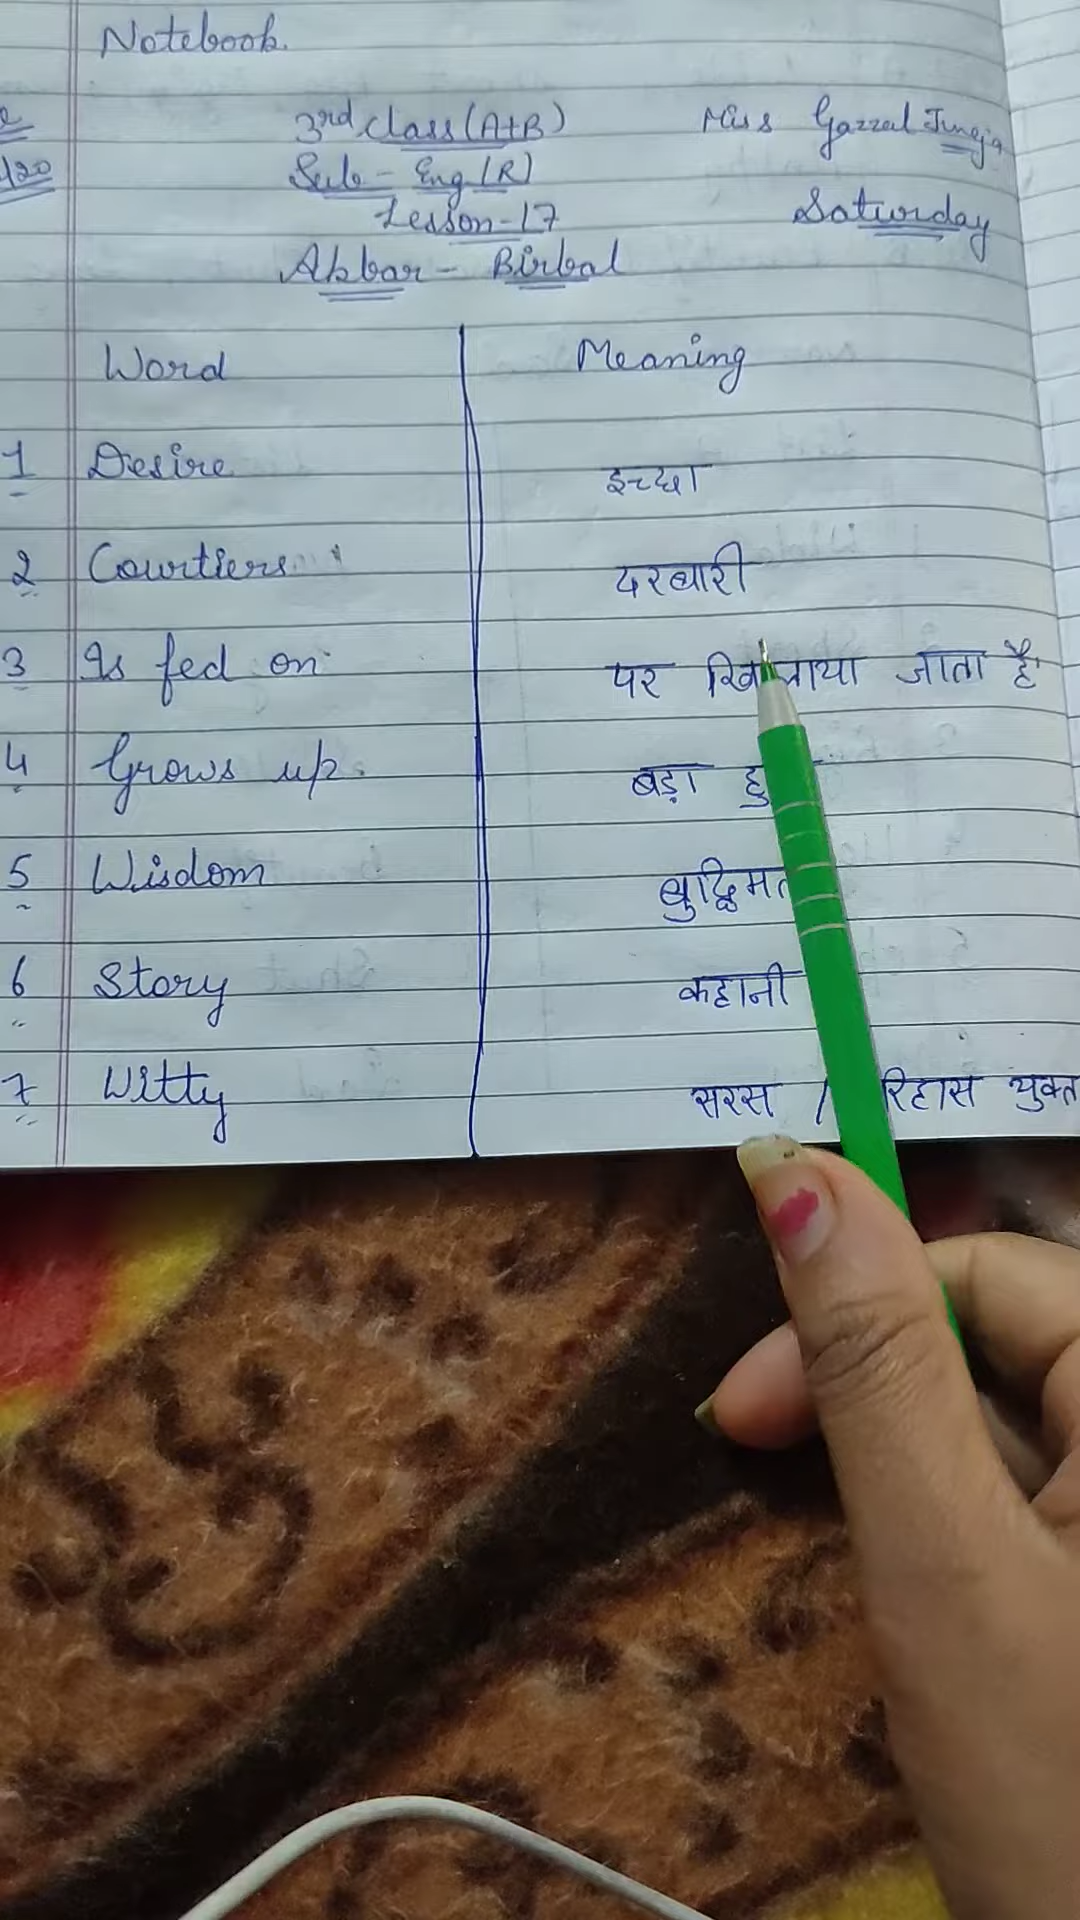 Notebook.
3rd class (A+B) Miss Gazzal Juneja
Sub - Eng (R)
Lesson-17 Saturday
Akbar - Birbal
Word Meaning
1 Desire इच्छा
2 Courtiers दरबारी
3 Is fed on पर खिलाया जाता है
4 Grows up. बड़ा
5 Wisdom
6 Story कहानी
7 Witty सरस / युक्त